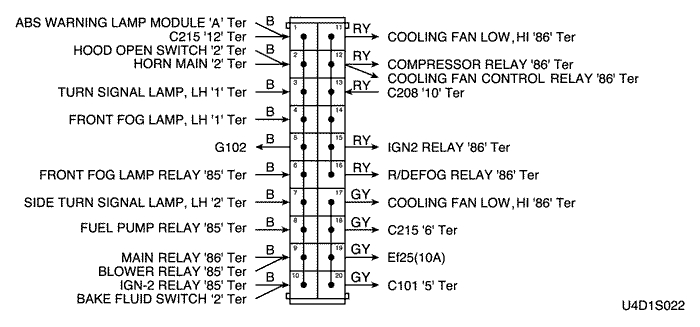 ABS WARNING LAMP MODULE 'A' Ter B
C215 '12' Ter
1 11 RY COOLING FAN LOW, HI '86' Ter
HOOD OPEN SWITCH '2' Ter B
HORN MAIN '2' Ter
2 12 RY COMPRESSOR RELAY '86' Ter
COOLING FAN CONTROL RELAY '86' Ter
TURN SIGNAL LAMP, LH '1' Ter B 3 13 RY C208 '10' Ter
FRONT FOG LAMP, LH '1' Ter B 4 14
G102 B 5 15 RY IGN2 RELAY '86' Ter
FRONT FOG LAMP RELAY '85' Ter B 6 16 RY R/DEFOG RELAY '86' Ter
SIDE TURN SIGNAL LAMP, LH '2' Ter B 7 17 GY COOLING FAN LOW, HI '86' Ter
FUEL PUMP RELAY '85' Ter B 8 18 GY C215 '6' Ter
MAIN RELAY '86' Ter B 9 19 GY Ef25(10A)
BLOWER RELAY '85' Ter
IGN-2 RELAY '85' Ter B 10 20 GY C101 '5' Ter
BAKE FLUID SWITCH '2' Ter
U4D1S022